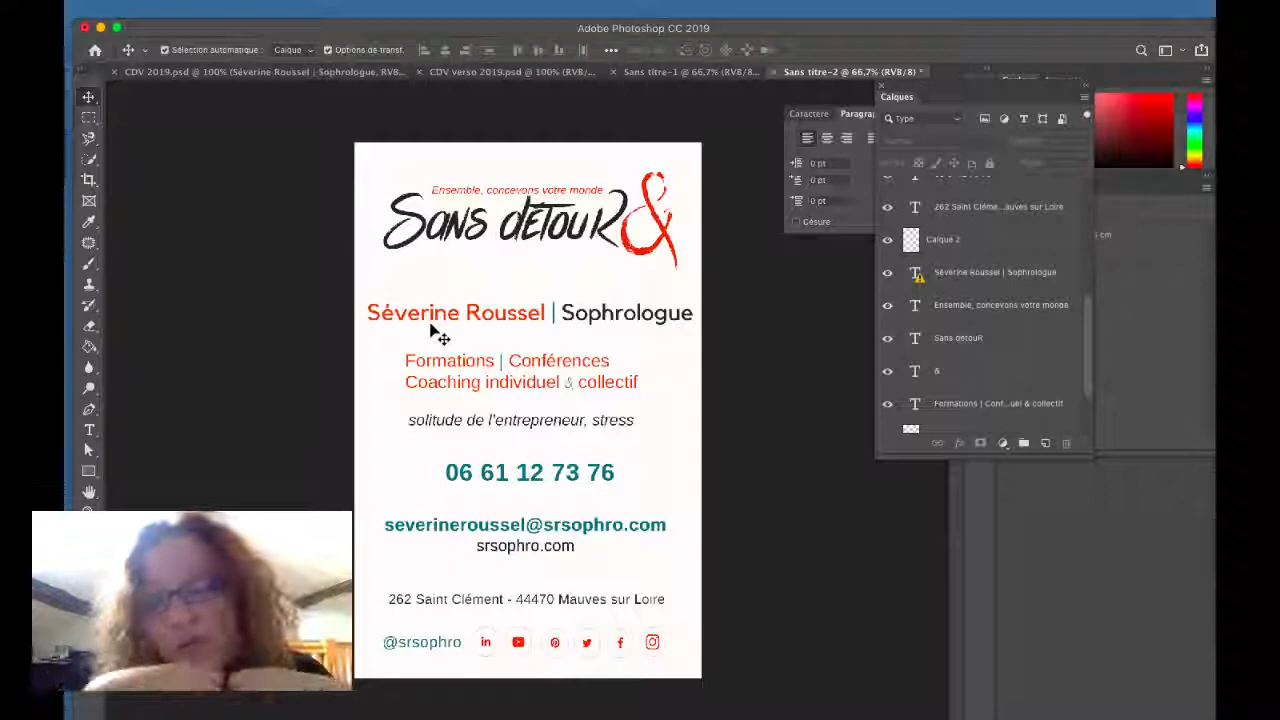 Adobe Photoshop CC 2019
Sélection automatique : Calque Options de transf.
CDV 2019.psd @ 100% (Séverine Roussel | Sophrologue, RVB... CDV verso 2019.psd @ 100% (RVB/... Sans titre-1 @ 66,7% (RVB/8... Sans titre-2 @ 66,7% (RVB/8) *
Calques
Type
Caractère Paragra
0 pt
0 pt
0 pt
Césure
262 Saint Cléme...auves sur Loire
Calque 2
Séverine Roussel | Sophrologue
Ensemble, concevons votre monde
Sans detouR
&
Formations | Conf...uel & collectif
Ensemble, concevons votre monde
Sans détouR &
Séverine Roussel | Sophrologue
Formations | Conférences
Coaching individuel & collectif
solitude de l'entrepreneur, stress
06 61 12 73 76
severineroussel@srsophro.com
srsophro.com
262 Saint Clément - 44470 Mauves sur Loire
@srsophro